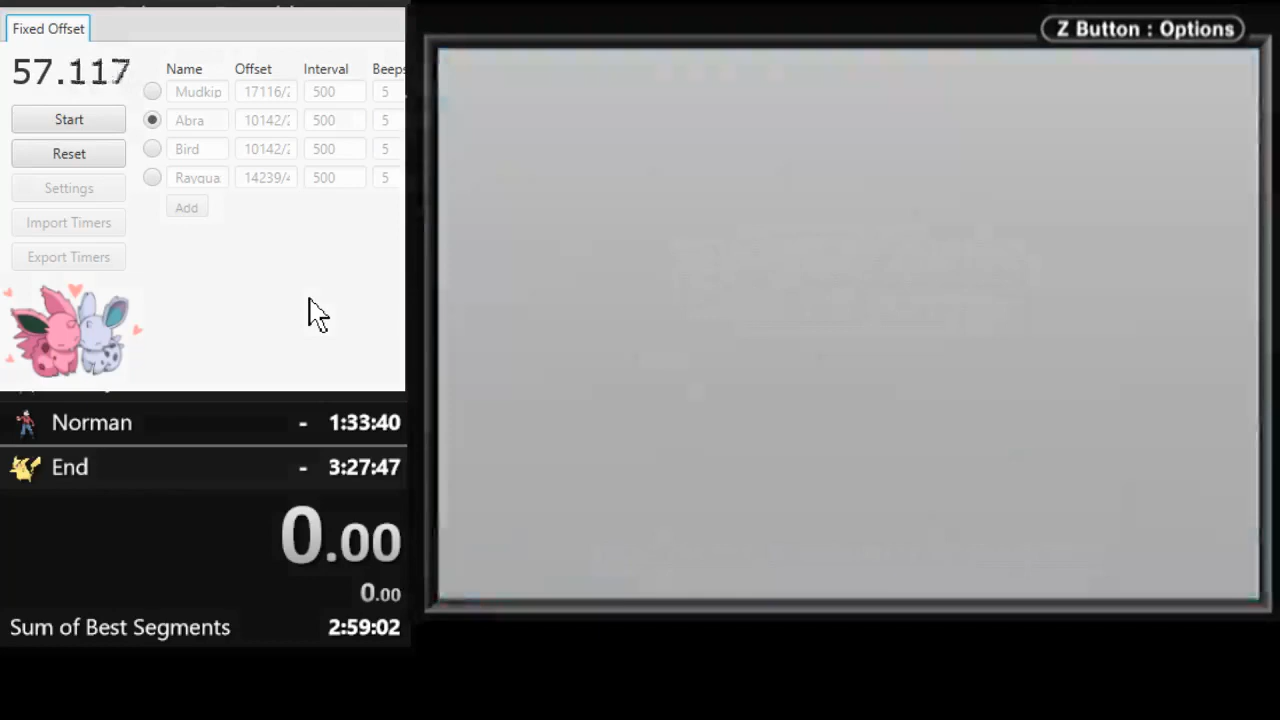 Fixed Offset
57.117
Name Offset Interval Beeps
Mudkip 17116/ 500 5
Start
Abra 10142/ 500 5
Reset
Bird 10142/ 500 5
Settings
Rayqua 14239/ 500 5
Import Timers
Add
Export Timers
Norman - 1:33:40
End - 3:27:47
0.00
0.00
Sum of Best Segments 2:59:02
Z Button : Options